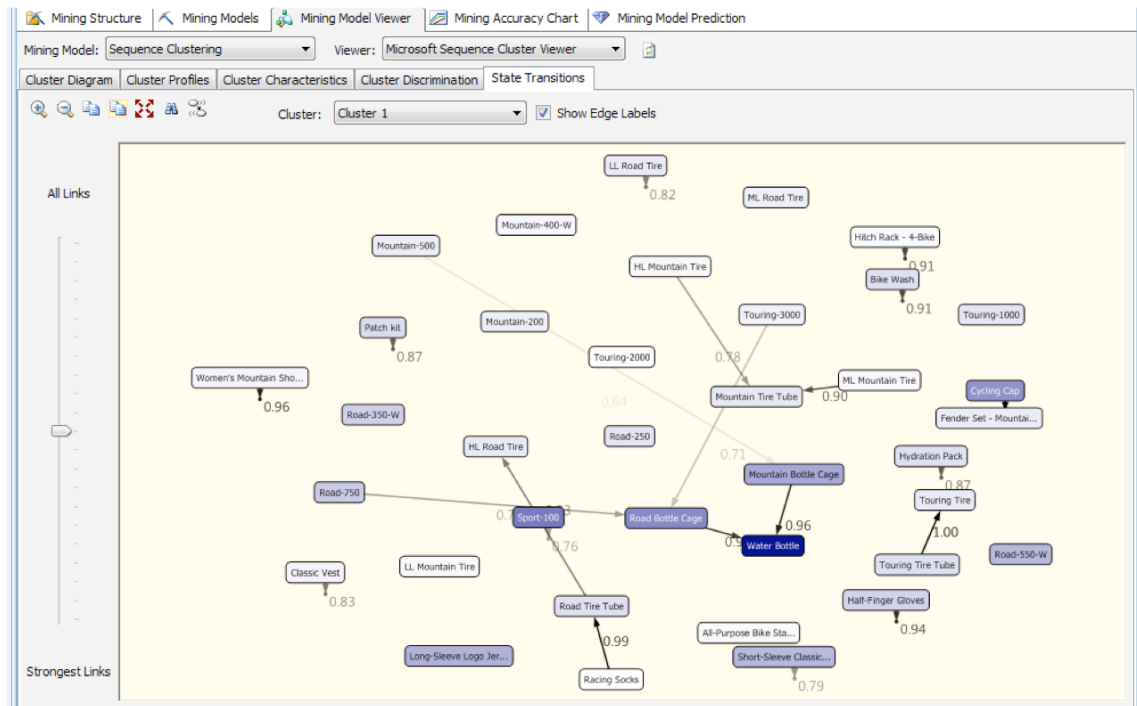 Mining Structure Mining Models Mining Model Viewer Mining Accuracy Chart Mining Model Prediction
Mining Model: Sequence Clustering Viewer: Microsoft Sequence Cluster Viewer
Cluster Diagram Cluster Profiles Cluster Characteristics Cluster Discrimination State Transitions
Cluster: Cluster 1 Show Edge Labels
All Links
Strongest Links
LL Road Tire
0.82
ML Road Tire
Mountain-400-W
Mountain-500
Hitch Rack - 4-Bike
0.91
HL Mountain Tire
Bike Wash
0.91
Touring-3000
Touring-1000
Mountain-200
Patch kit
0.87
Touring-2000
0.78
Women's Mountain Sho...
0.96
ML Mountain Tire
0.90
Mountain Tire Tube
Cycling Cap
0.64
Road-350-W
Fender Set - Mountai...
Road-250
HL Road Tire
0.71
Hydration Pack
0.87
Mountain Bottle Cage
Road-750
Touring Tire
Sport-100
0.76
Road Bottle Cage
0.96
1.00
Water Bottle
Road-550-W
LL Mountain Tire
Touring Tire Tube
Classic Vest
0.83
Half-Finger Gloves
0.94
Road Tire Tube
0.99
All-Purpose Bike Sta...
Long-Sleeve Logo Jer...
Short-Sleeve Classic...
0.79
Racing Socks